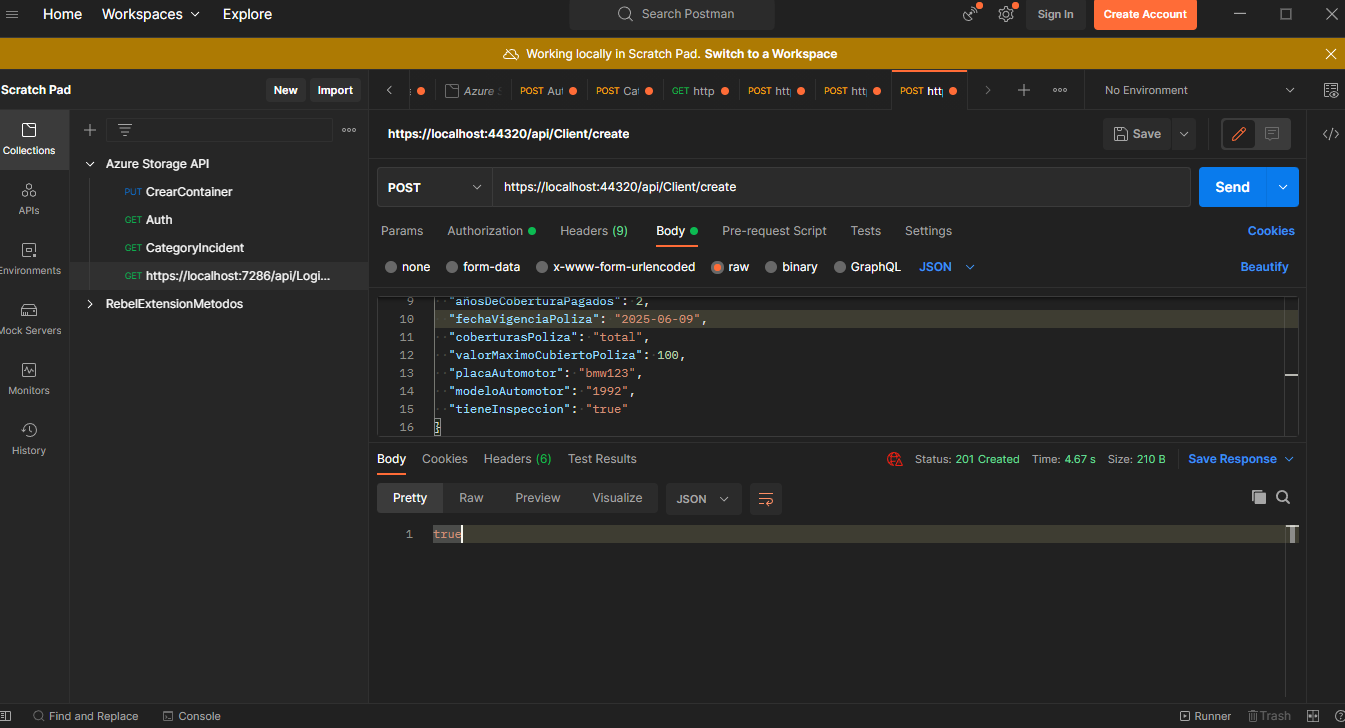 Home Workspaces Explore Search Postman Sign In Create Account
Working locally in Scratch Pad. Switch to a Workspace
Scratch Pad New Import Azure S POST Aut POST Cat GET http POST htt POST htt POST htt No Environment
Collections
https://localhost:44320/api/Client/create Save
Azure Storage API
PUT CrearContainer
POST https://localhost:44320/api/Client/create Send
APIs
GET Auth
Params Authorization Headers (9) Body Pre-request Script Tests Settings Cookies
GET CategoryIncident
Environments
none form-data x-www-form-urlencoded raw binary GraphQL JSON Beautify
GET https://localhost:7286/api/Logi...
RebelExtensionMetodos
Mock Servers
9 "añosDeCoberturaPagados": 2,
10 "fechaVigenciaPoliza": "2025-06-09",
11 "coberturasPoliza": "total",
12 "valorMaximoCubiertoPoliza": 100,
13 "placaAutomotor": "bmw123",
14 "modeloAutomotor": "1992",
15 "tieneInspeccion": "true"
16 }
Monitors
History
Body Cookies Headers (6) Test Results Status: 201 Created Time: 4.67 s Size: 210 B Save Response
Pretty Raw Preview Visualize JSON
1 true
Find and Replace Console Runner Trash